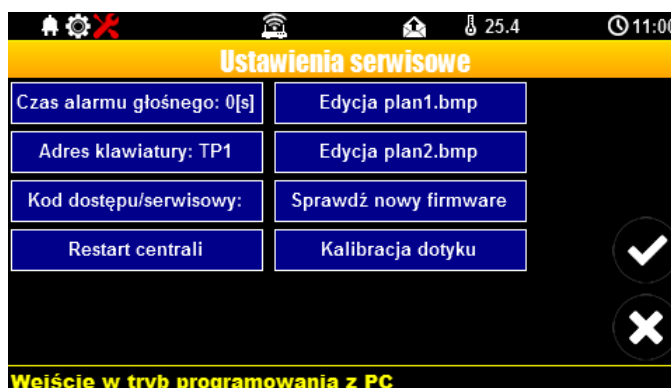 25.4 11:00
Ustawienia serwisowe
Czas alarmu głośnego: 0[s] Edycja plan1.bmp
Adres klawiatury: TP1 Edycja plan2.bmp
Kod dostępu/serwisowy: Sprawdź nowy firmware
Restart centrali Kalibracja dotyku
Wejście w tryb programowania z PC